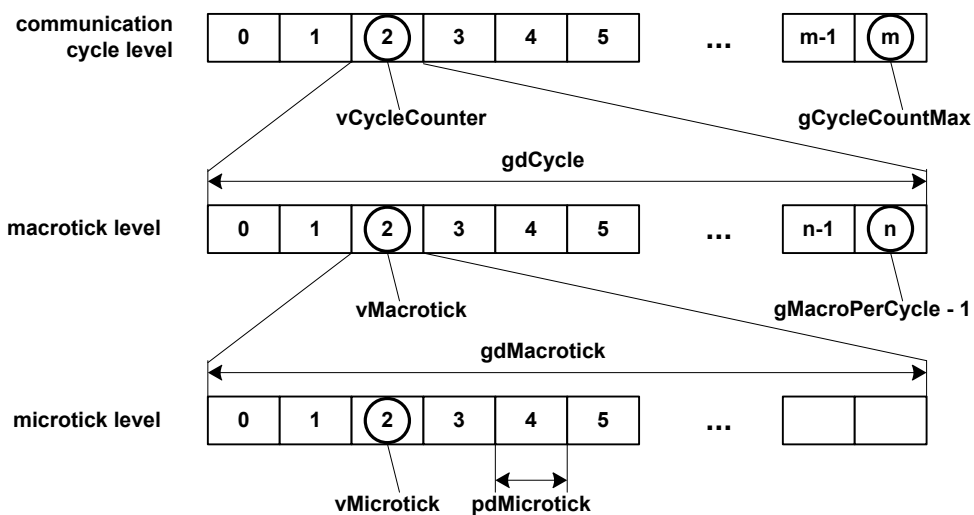 communication
cycle level
0 1 2 3 4 5 ... m-1 m
vCycleCounter gCycleCountMax
gdCycle
macrotick level 0 1 2 3 4 5 ... n-1 n
vMacrotick gMacroPerCycle - 1
gdMacrotick
microtick level 0 1 2 3 4 5 ...
vMicrotick pdMicrotick